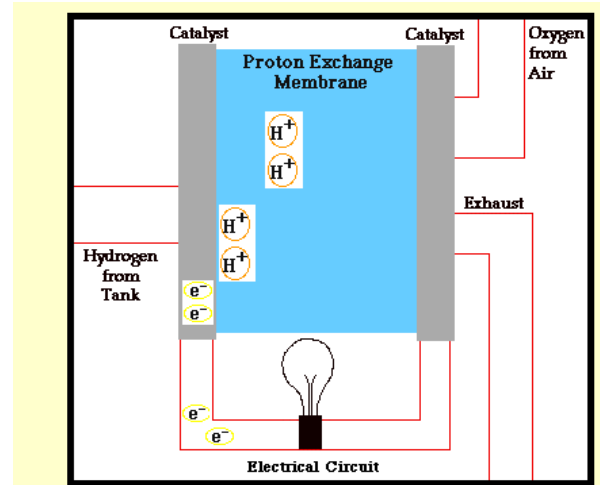 Catalyst
Catalyst
Oxygen
from
Air
Proton Exchange
Membrane
H+
H+
Exhaust
H+
H+
Hydrogen
from
Tank
e-
e-
e-
e-
Electrical Circuit